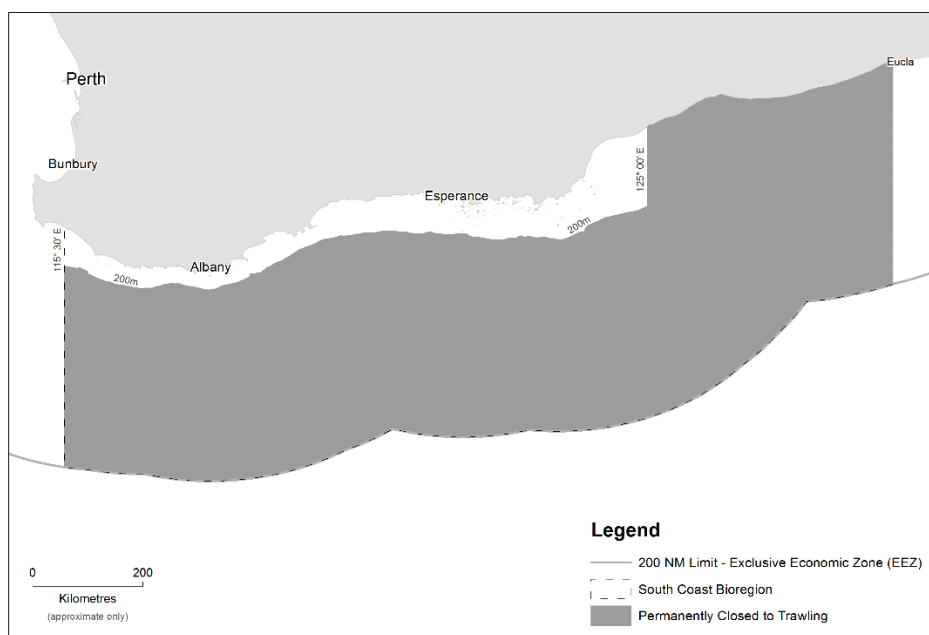 Eucla
Perth
Bunbury
125° 00' E
Esperance
200m
115° 30' E
Albany
200m
Legend
200 NM Limit - Exclusive Economic Zone (EEZ)
South Coast Bioregion
Permanently Closed to Trawling
0 200
Kilometres
(approximate only)